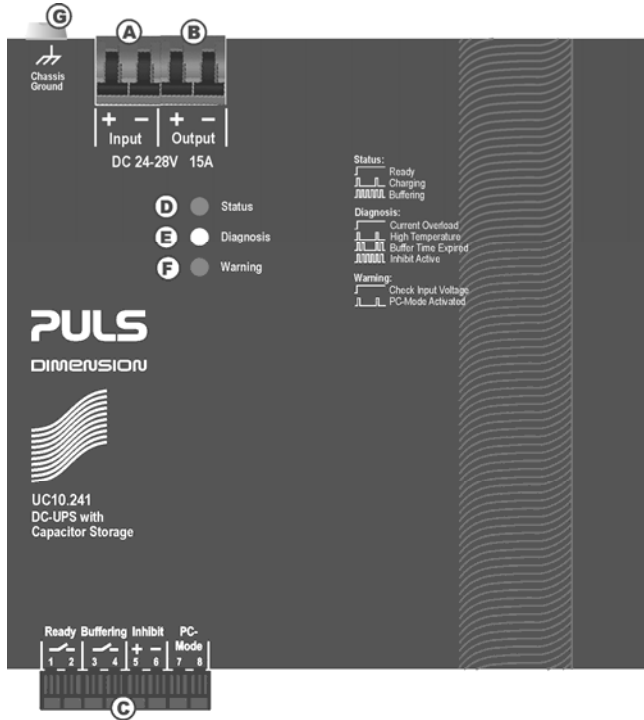 G
A B
Chassis
Ground
+ − + −
Input Output
DC 24-28V 15A
D Status
E Diagnosis
F Warning
Status:
Ready
Charging
Buffering
Diagnosis:
Current Overload
High Temperature
Buffer Time Expired
Inhibit Active
Warning:
Check Input Voltage
PC-Mode Activated
PULS
DIMENSION
UC10.241
DC-UPS with
Capacitor Storage
Ready Buffering Inhibit PC-
Mode
+ −
1 2 3 4 5 6 7 8
C